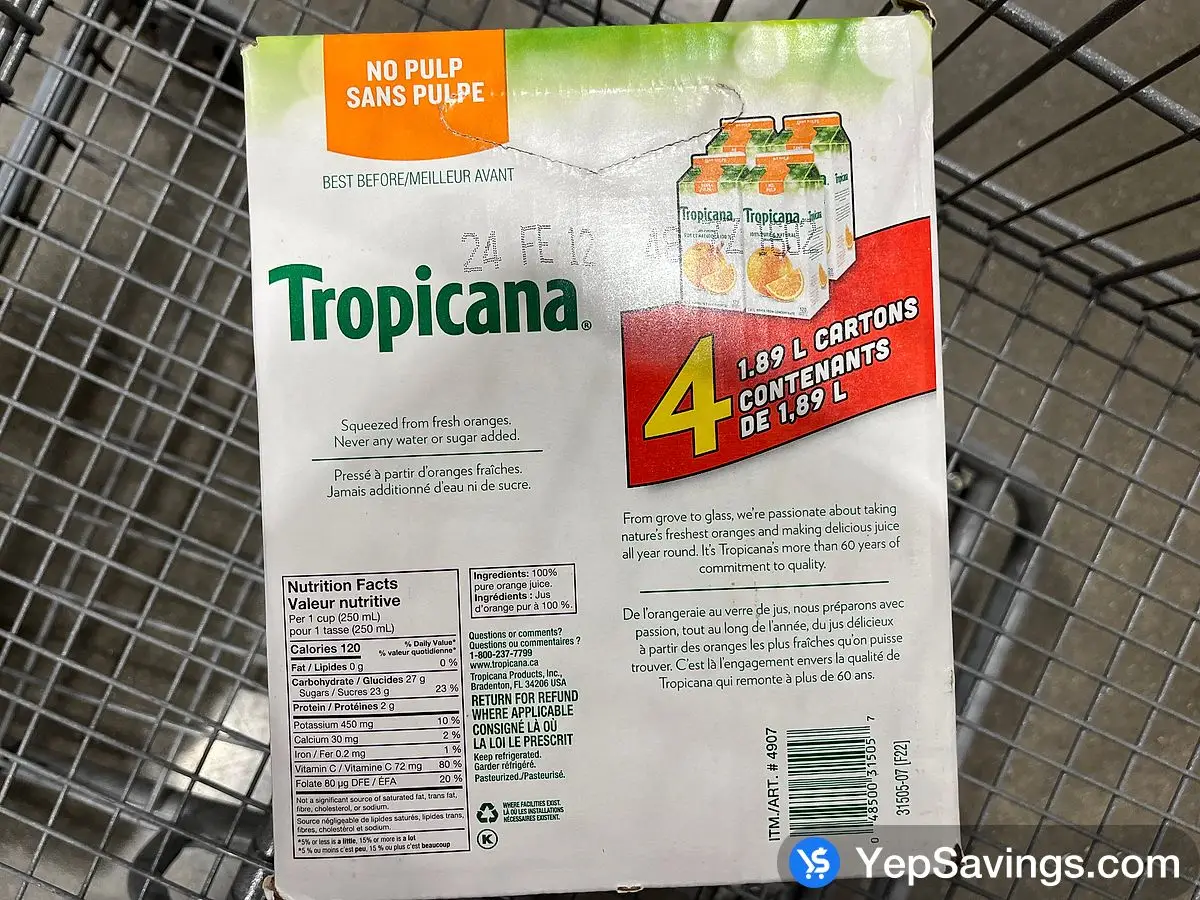 NO PULP
SANS PULPE
BEST BEFORE/MEILLEUR AVANT
24 FE 12
Tropicana®
Squeezed from fresh oranges.
Never any water or sugar added.
Pressé à partir d'oranges fraîches.
Jamais additionné d'eau ni de sucre.
Tropicana
Tropicana
4
1.89 L CARTONS
CONTENANTS
DE 1,89 L
From grove to glass, we're passionate about taking
nature's freshest oranges and making delicious juice
all year round. It's Tropicana's more than 60 years of
commitment to quality.
De l'orangeraie au verre de jus, nous préparons avec
passion, tout au long de l'année, du jus délicieux
à partir des oranges les plus fraîches qu'on puisse
trouver. C'est là l'engagement envers la qualité de
Tropicana qui remonte à plus de 60 ans.
Nutrition Facts
Valeur nutritive
Per 1 cup (250 mL)
pour 1 tasse (250 mL)
Calories 120
% Daily Value*
% valeur quotidienne*
Fat / Lipides 0 g 0 %
Carbohydrate / Glucides 27 g
Sugars / Sucres 23 g 23 %
Protein / Protéines 2 g
Potassium 450 mg 10 %
Calcium 30 mg 2 %
Iron / Fer 0.2 mg 1 %
Vitamin C / Vitamine C 72 mg 80 %
Folate 80 µg DFE / ÉFA 20 %
Not a significant source of saturated fat, trans fat,
fibre, cholesterol, or sodium.
Source négligeable de lipides saturés, lipides trans,
fibres, cholestérol et sodium.
*5% or less is a little, 15% or more is a lot
*5 % ou moins c'est peu, 15 % ou plus c'est beaucoup
Ingredients: 100%
pure orange juice.
Ingrédients : Jus
d'orange pur à 100 %.
Questions or comments?
Questions ou commentaires ?
1-800-237-7799
www.tropicana.ca
Tropicana Products, Inc.,
Bradenton, FL 34206 USA
RETURN FOR REFUND
WHERE APPLICABLE
CONSIGNÉ LÀ OÙ
LA LOI LE PRESCRIT
Keep refrigerated.
Garder réfrigéré.
Pasteurized./Pasteurisé.
WHERE FACILITIES EXIST.
LÀ OÙ LES INSTALLATIONS
NÉCESSAIRES EXISTENT.
K
ITM./ART. # 4907
0 48500 31505 7
31505-07 [F22]
YepSavings.com